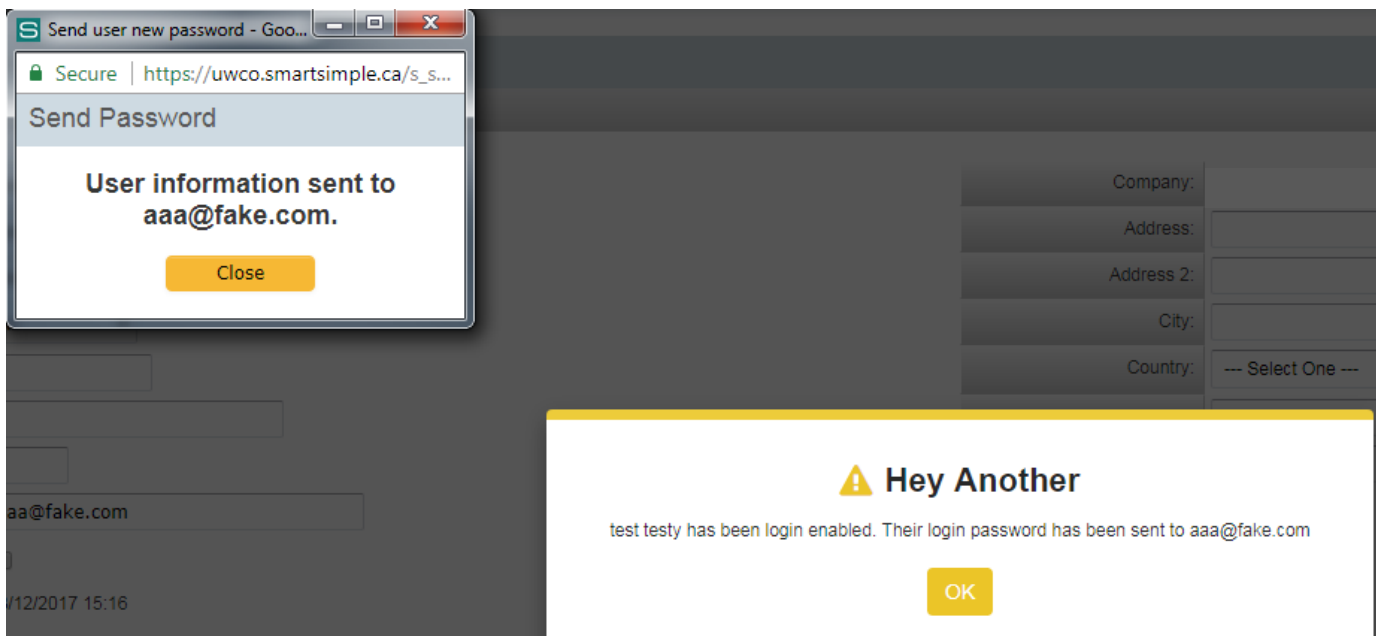 Send user new password - Goo...
Secure | https://uwco.smartsimple.ca/s_s...
Send Password
User information sent to
aaa@fake.com.
Close
Company:
Address:
Address 2:
City:
Country:
--- Select One ---
aa@fake.com
/12/2017 15:16
Hey Another
test testy has been login enabled. Their login password has been sent to aaa@fake.com
OK